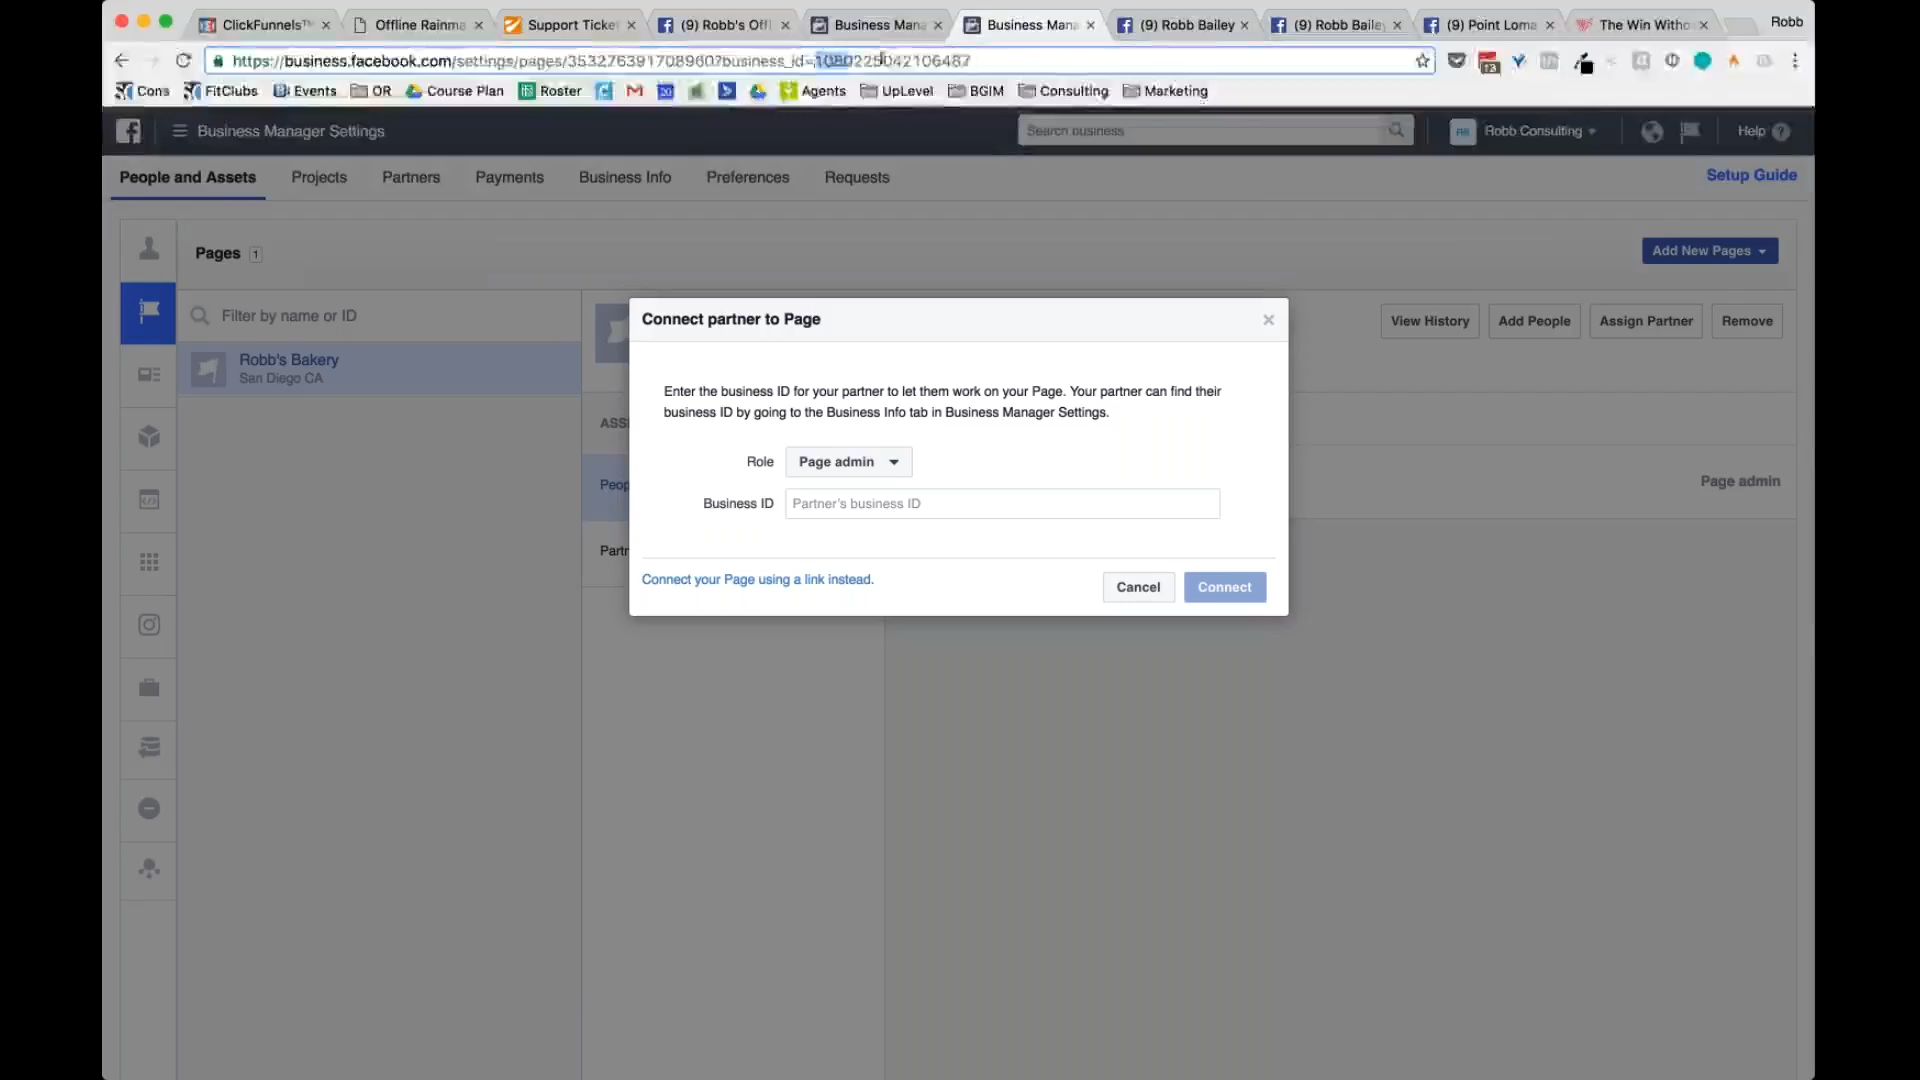 ClickFunnels™
Offline Rainma
Support Ticke
(9) Robb's Offl
Business Mana
Business Mana
(9) Robb Bailey
(9) Robb Bailey
(9) Point Loma
The Win Witho
Robb
https://business.facebook.com/settings/pages/353276391708960?business_id=1080225042106487
Cons
FitClubs
Events
OR
Course Plan
Roster
Agents
UpLevel
BGIM
Consulting
Marketing
Business Manager Settings
Search business
Robb Consulting
Help
People and Assets
Projects
Partners
Payments
Business Info
Preferences
Requests
Setup Guide
Pages 1
Add New Pages
Filter by name or ID
Robb's Bakery
San Diego CA
View History
Add People
Assign Partner
Remove
ASS
Peop
Partn
Page admin
Connect partner to Page
Enter the business ID for your partner to let them work on your Page. Your partner can find their
business ID by going to the Business Info tab in Business Manager Settings.
Role
Page admin
Business ID
Partner's business ID
Connect your Page using a link instead.
Cancel
Connect